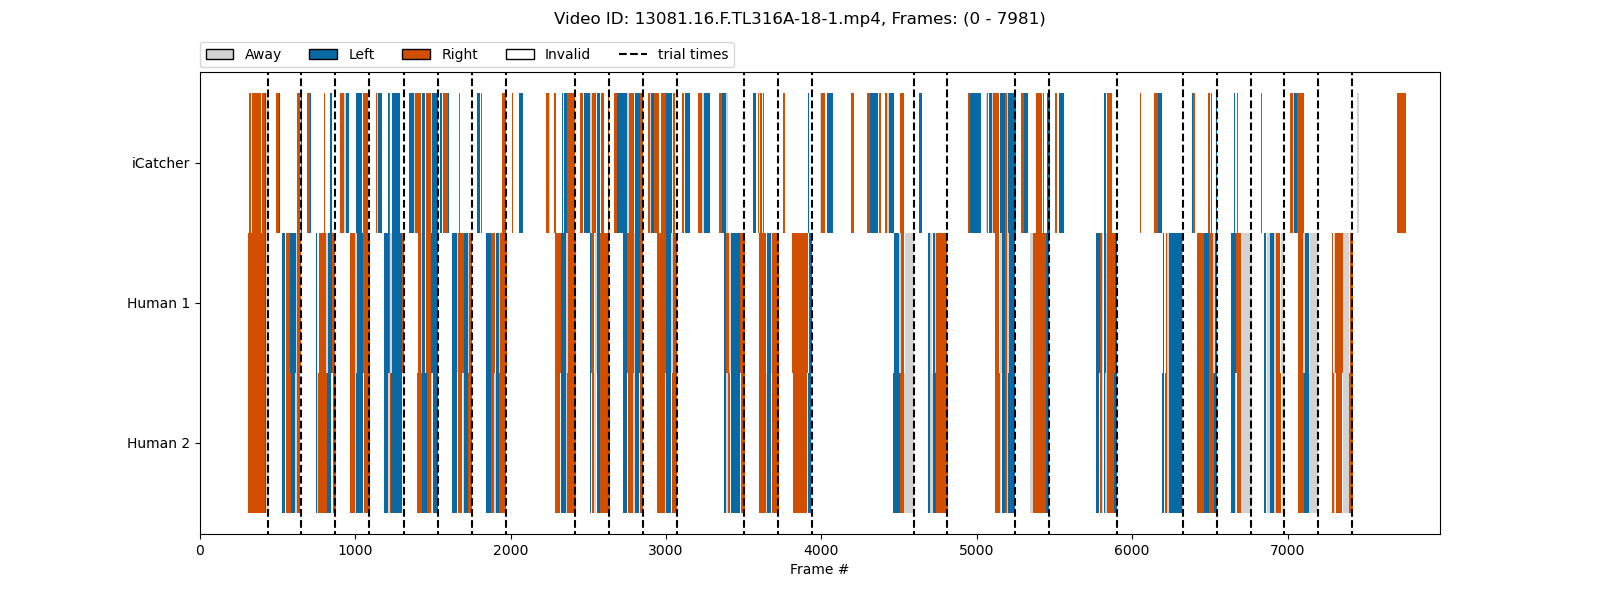 Video ID: 13081.16.F.TL316A-18-1.mp4, Frames: (0 - 7981)
Away Left Right Invalid trial times
iCatcher
Human 1
Human 2
0 1000 2000 3000 4000 5000 6000 7000
Frame #